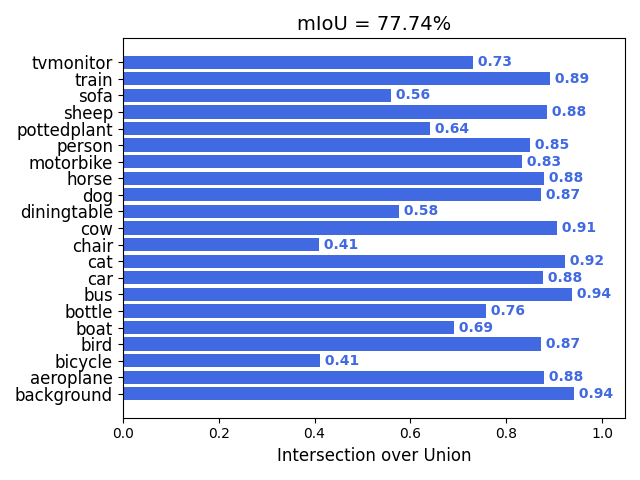 mIoU = 77.74%
tvmonitor 0.73
train 0.89
sofa 0.56
sheep 0.88
pottedplant 0.64
person 0.85
motorbike 0.83
horse 0.88
dog 0.87
diningtable 0.58
cow 0.91
chair 0.41
cat 0.92
car 0.88
bus 0.94
bottle 0.76
boat 0.69
bird 0.87
bicycle 0.41
aeroplane 0.88
background 0.94
0.0 0.2 0.4 0.6 0.8 1.0
Intersection over Union